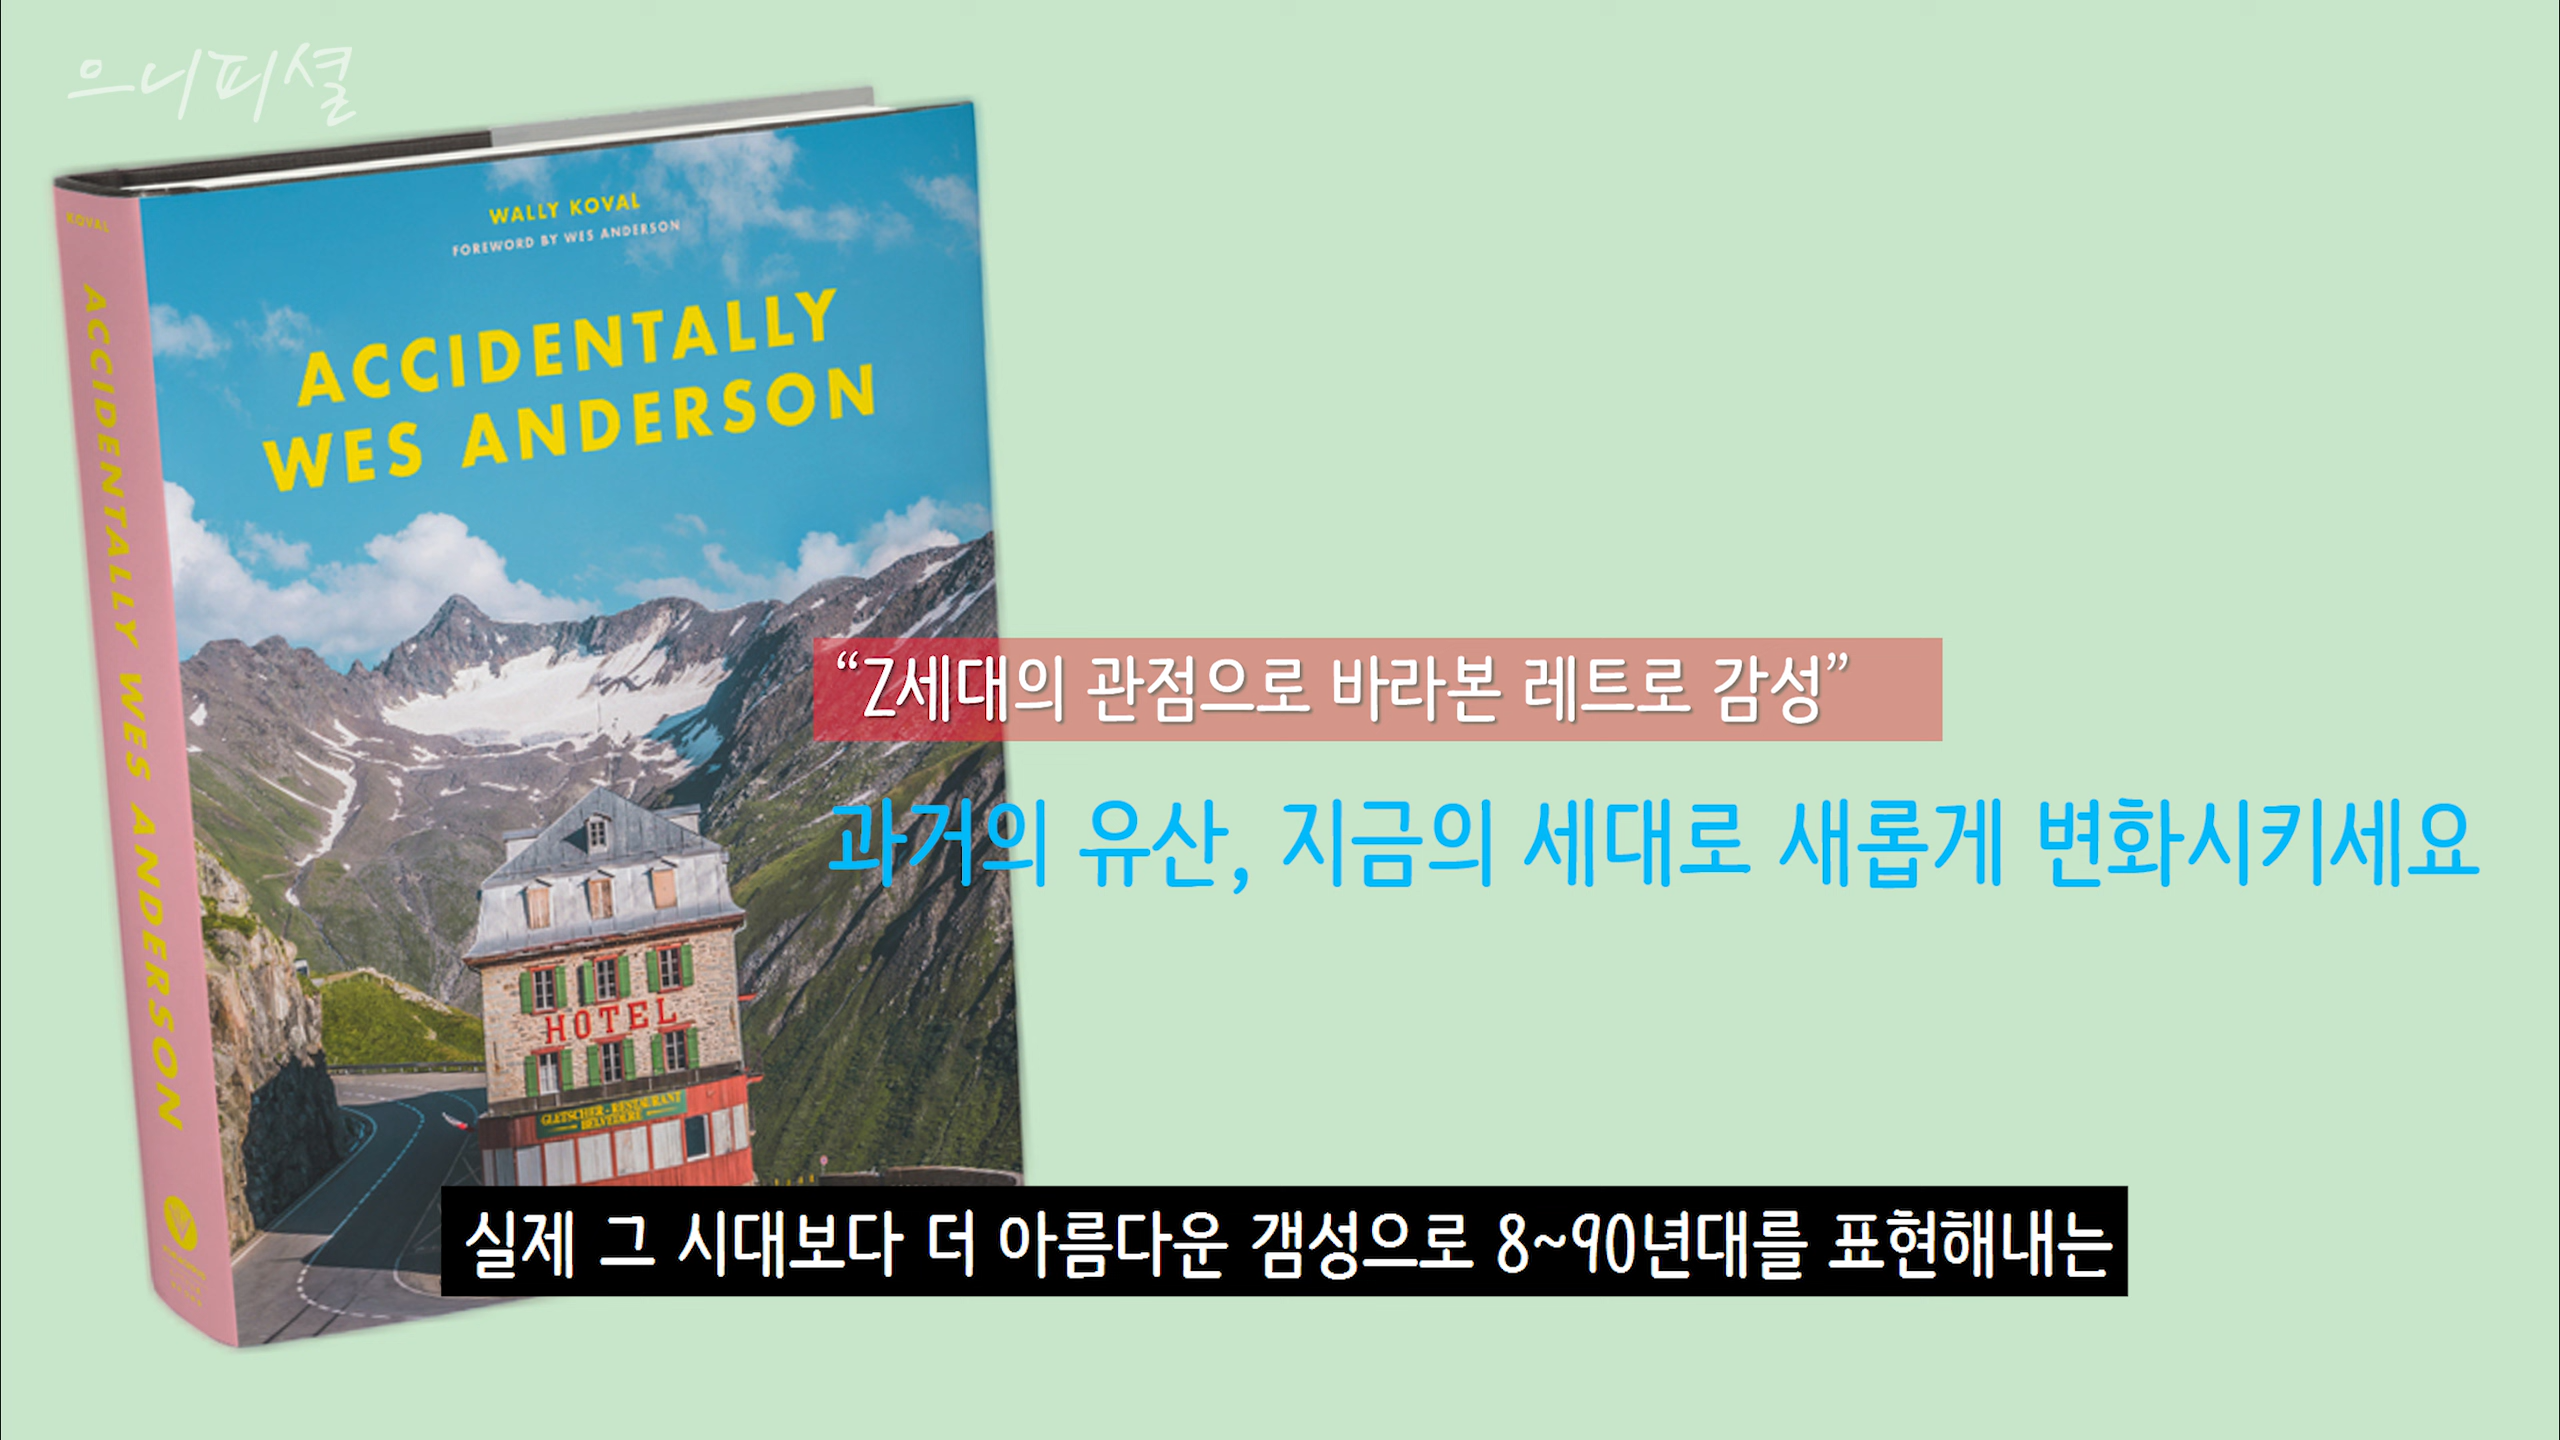 으니피셜
KOVAL
ACCIDENTALLY WES ANDERSON
WALLY KOVAL
FOREWORD BY WES ANDERSON
ACCIDENTALLY
WES ANDERSON
HOTEL
GLETSCHER-RESTAURANT
BELVEDERE
“Z세대의 관점으로 바라본 레트로 감성”
과거의 유산, 지금의 세대로 새롭게 변화시키세요
실제 그 시대보다 더 아름다운 갬성으로 8~90년대를 표현해내는